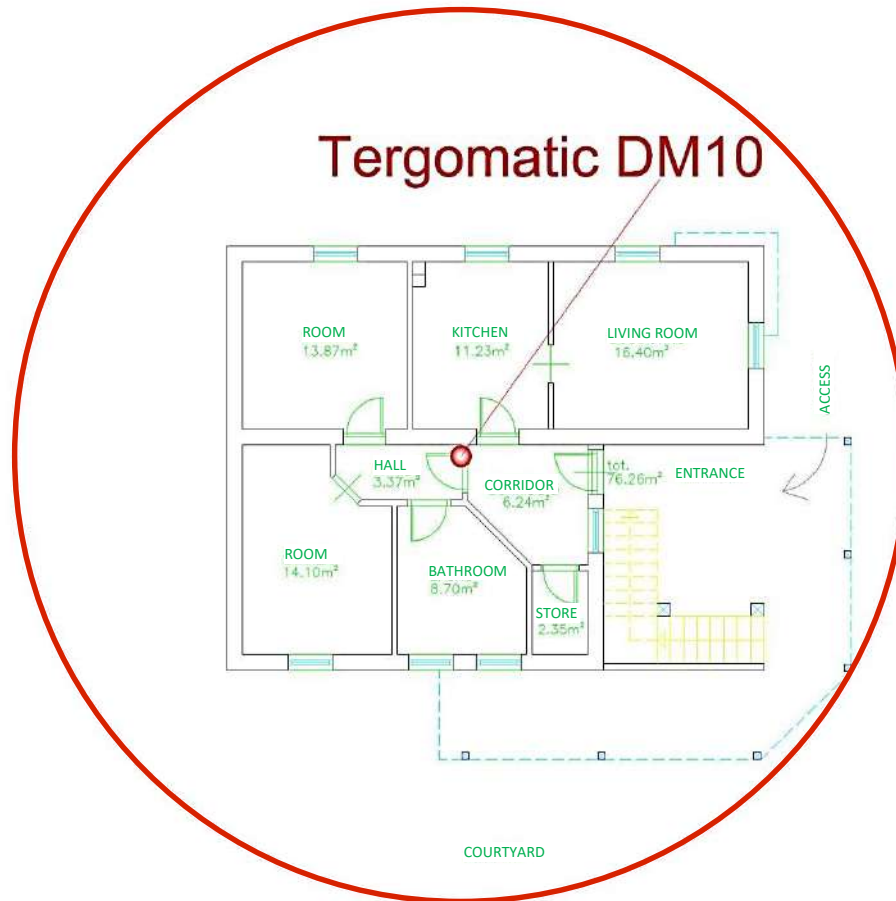 Tergomatic DM10
ROOM
13.87m²
KITCHEN
11.23m²
LIVING ROOM
16.40m²
ACCESS
HALL
3.37m²
CORRIDOR
6.24m²
tot.
76.26m²
ENTRANCE
ROOM
14.10m²
BATHROOM
8.70m²
STORE
2.35m²
COURTYARD